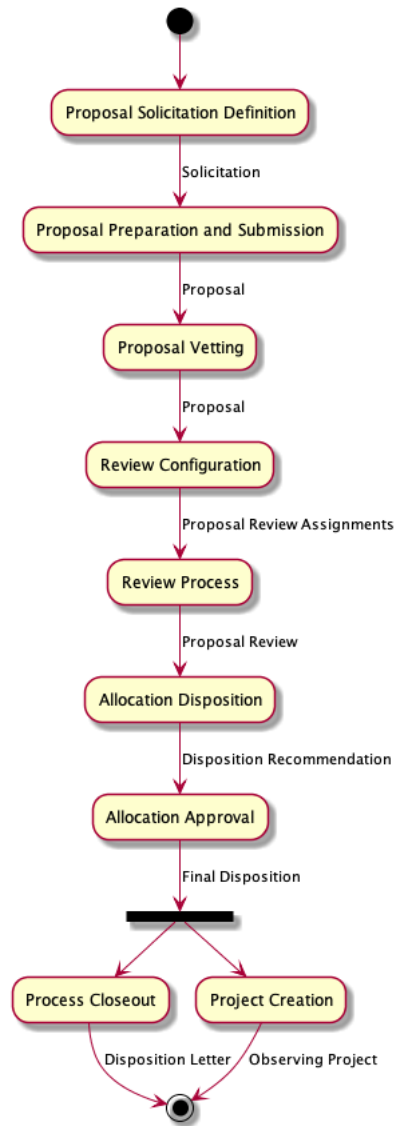 Proposal Solicitation Definition
Solicitation
Proposal Preparation and Submission
Proposal
Proposal Vetting
Proposal
Review Configuration
Proposal Review Assignments
Review Process
Proposal Review
Allocation Disposition
Disposition Recommendation
Allocation Approval
Final Disposition
Process Closeout
Project Creation
Disposition Letter
Observing Project